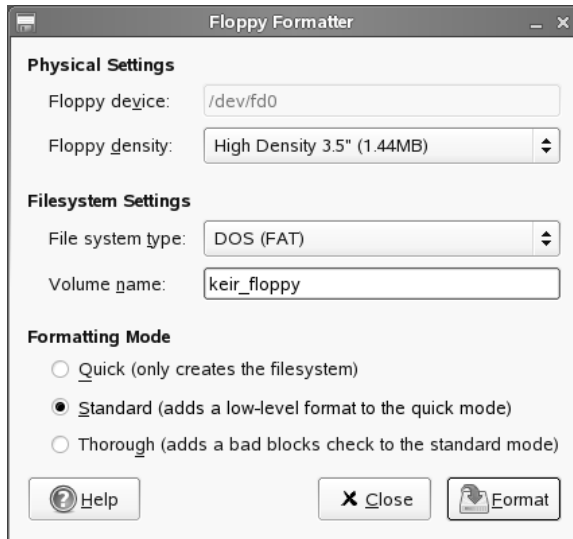 Floppy Formatter
Physical Settings
Floppy device: /dev/fd0
Floppy density: High Density 3.5" (1.44MB)
Filesystem Settings
File system type: DOS (FAT)
Volume name: keir_floppy
Formatting Mode
Quick (only creates the filesystem)
Standard (adds a low-level format to the quick mode)
Thorough (adds a bad blocks check to the standard mode)
Help Close Format